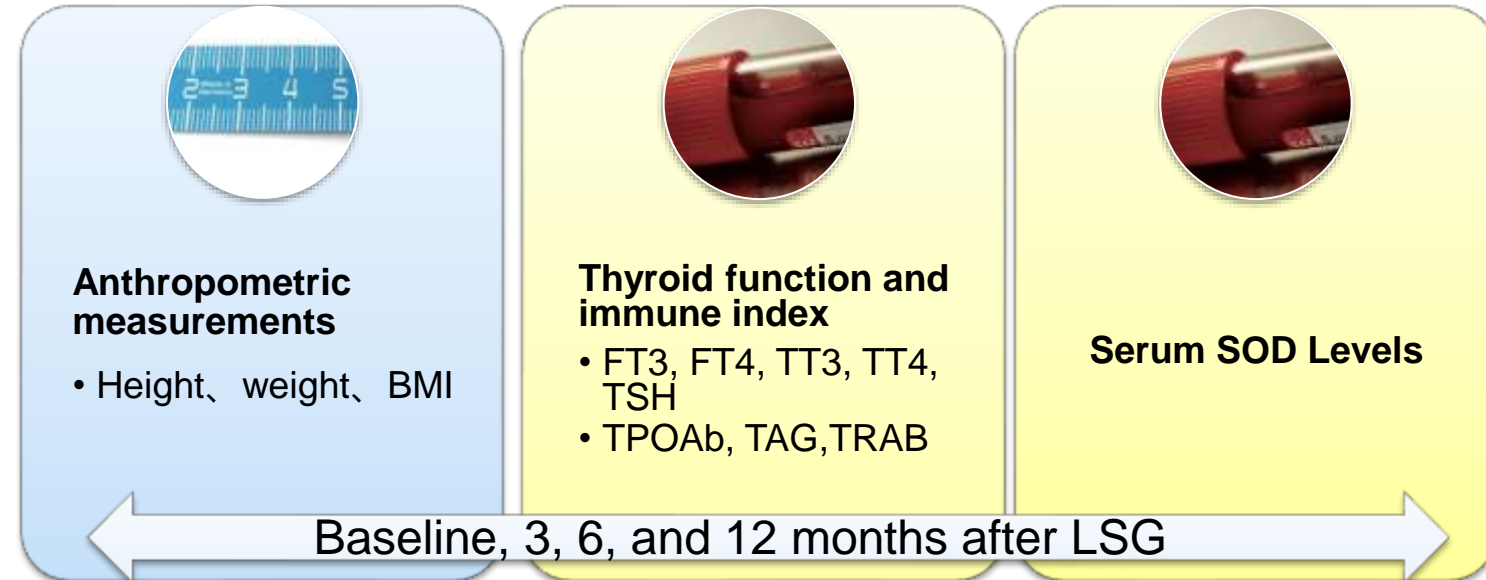 2 3 4 5
Anthropometric
measurements
• Height、weight、BMI
Thyroid function and
immune index
• FT3, FT4, TT3, TT4,
TSH
• TPOAb, TAG,TRAB
Serum SOD Levels
Baseline, 3, 6, and 12 months after LSG